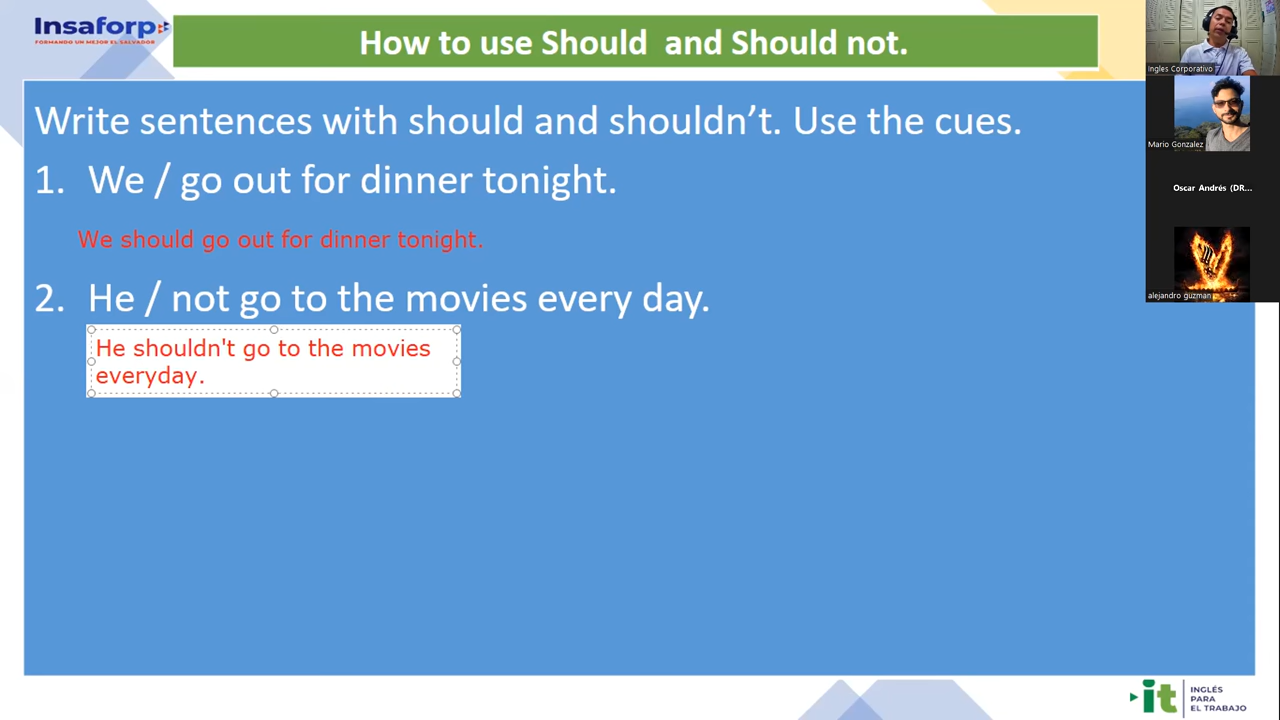 Insaforp
FORMANDO UN MEJOR EL SALVADOR
How to use Should and Should not.
Write sentences with should and shouldn’t. Use the cues.
1. We / go out for dinner tonight.
We should go out for dinner tonight.
2. He / not go to the movies every day.
He shouldn't go to the movies
everyday.
Ingles Corporativo
Mario Gonzalez
Oscar Andrés (DR...
alejandro guzman
it
INGLÉS
PARA
EL TRABAJO